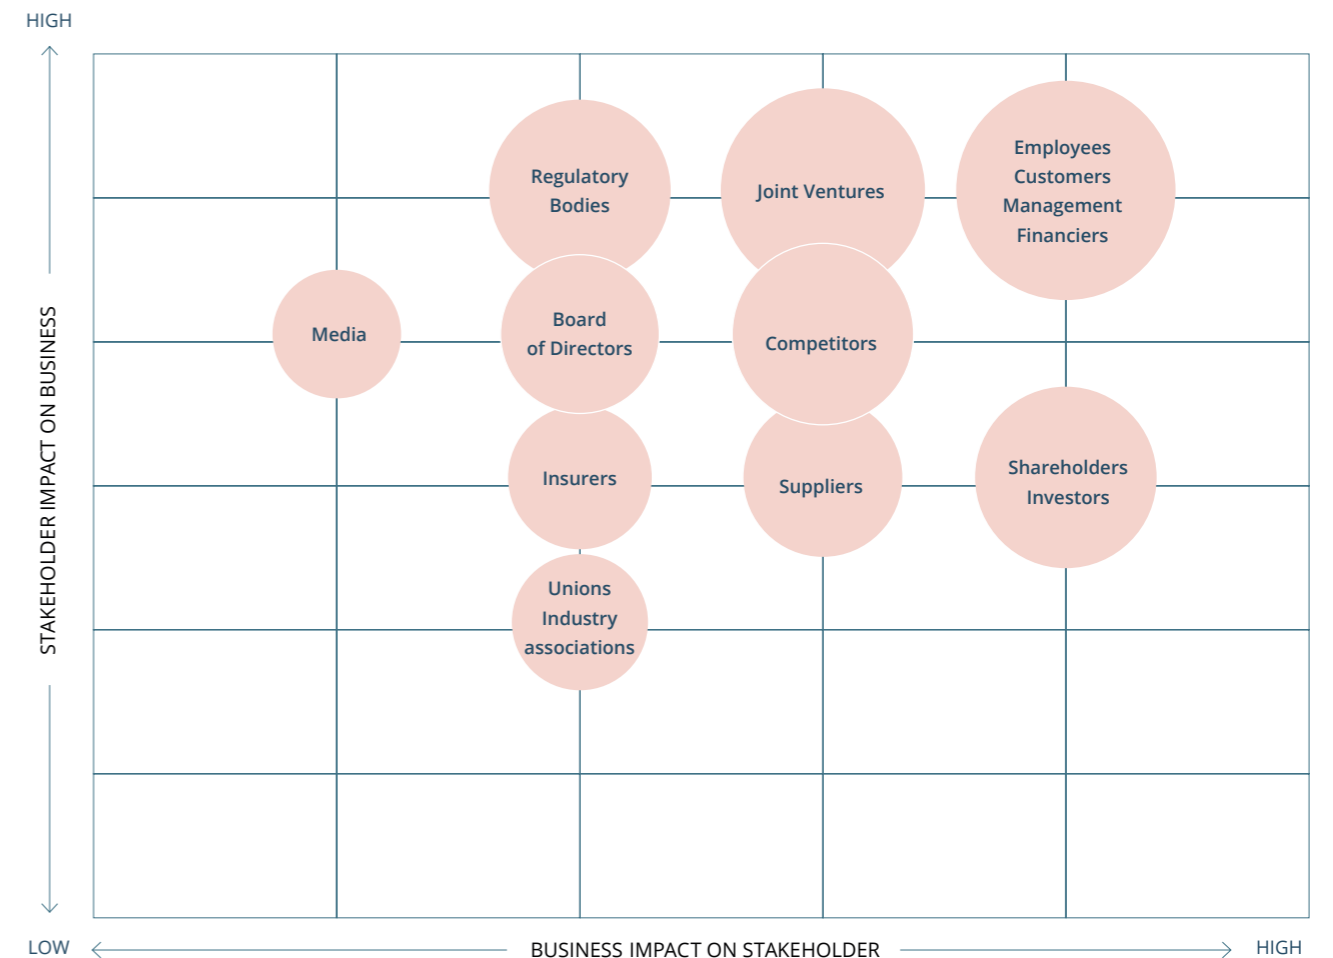 HIGH
STAKEHOLDER IMPACT ON BUSINESS
Regulatory
Bodies
Joint Ventures
Employees
Customers
Management
Financiers
Media
Board
of Directors
Competitors
Insurers
Suppliers
Shareholders
Investors
Unions
Industry
associations
LOW
BUSINESS IMPACT ON STAKEHOLDER
HIGH